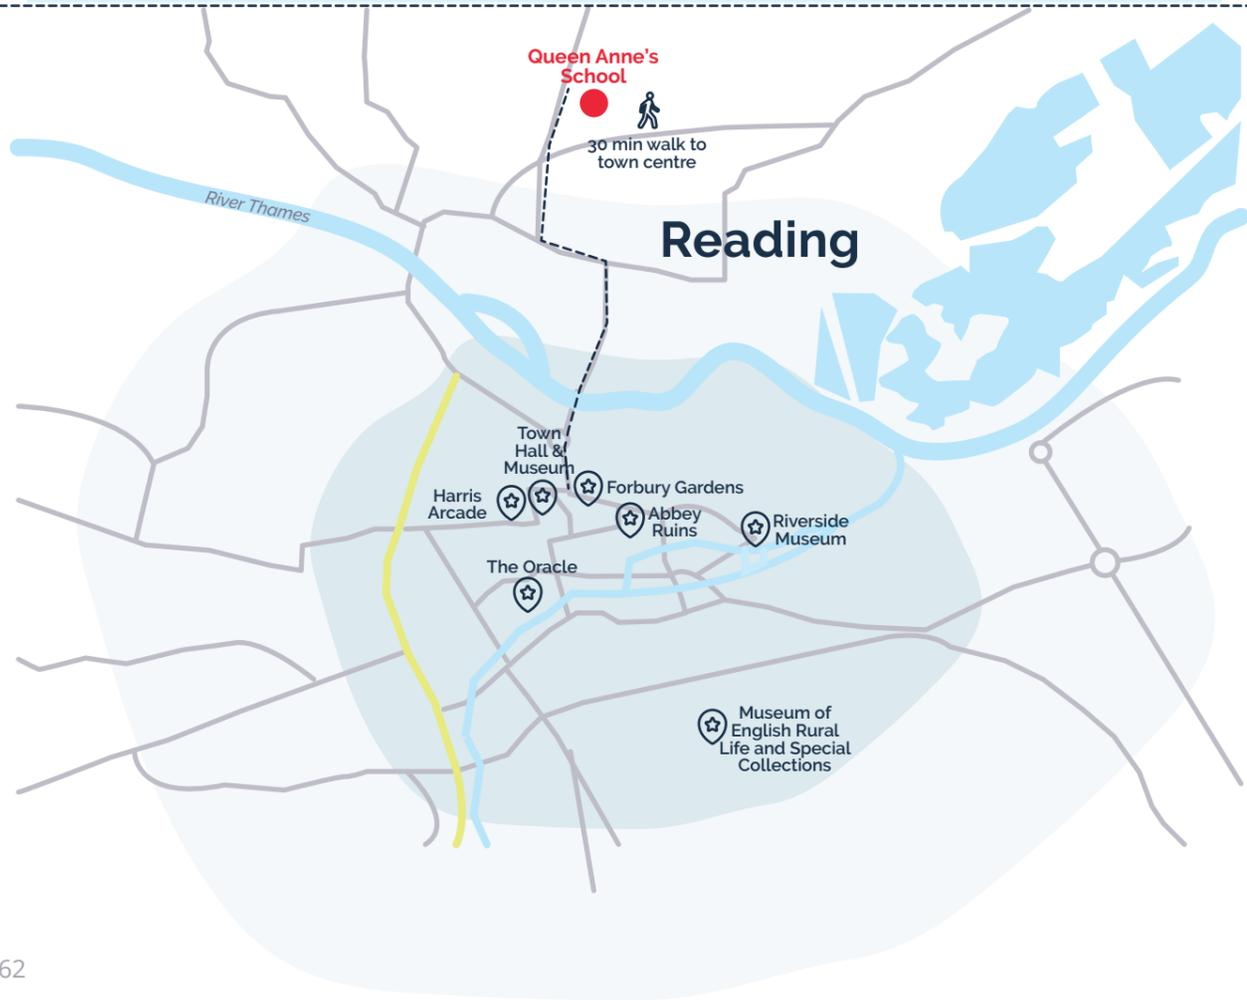 Queen Anne's
School
30 min walk to
town centre
River Thames
Reading
Town
Hall &
Museum
Harris
Arcade
Forbury Gardens
Abbey
Ruins
Riverside
Museum
The Oracle
Museum of
English Rural
Life and Special
Collections
62